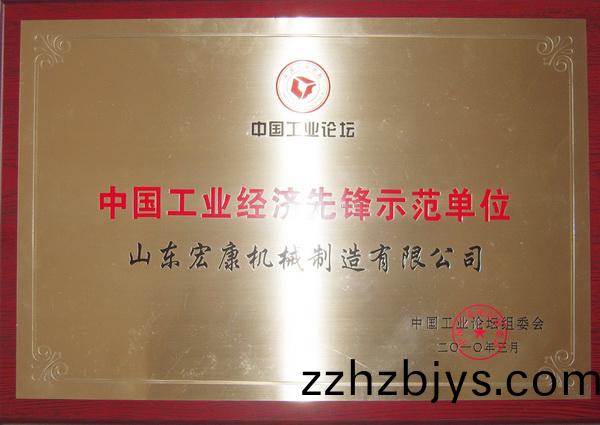 中国工业论坛
中国工业经济先锋示范单位
山东宏康机械制造有限公司
中国工业论坛组委会
二〇一〇年三月
zzhzbjys.com